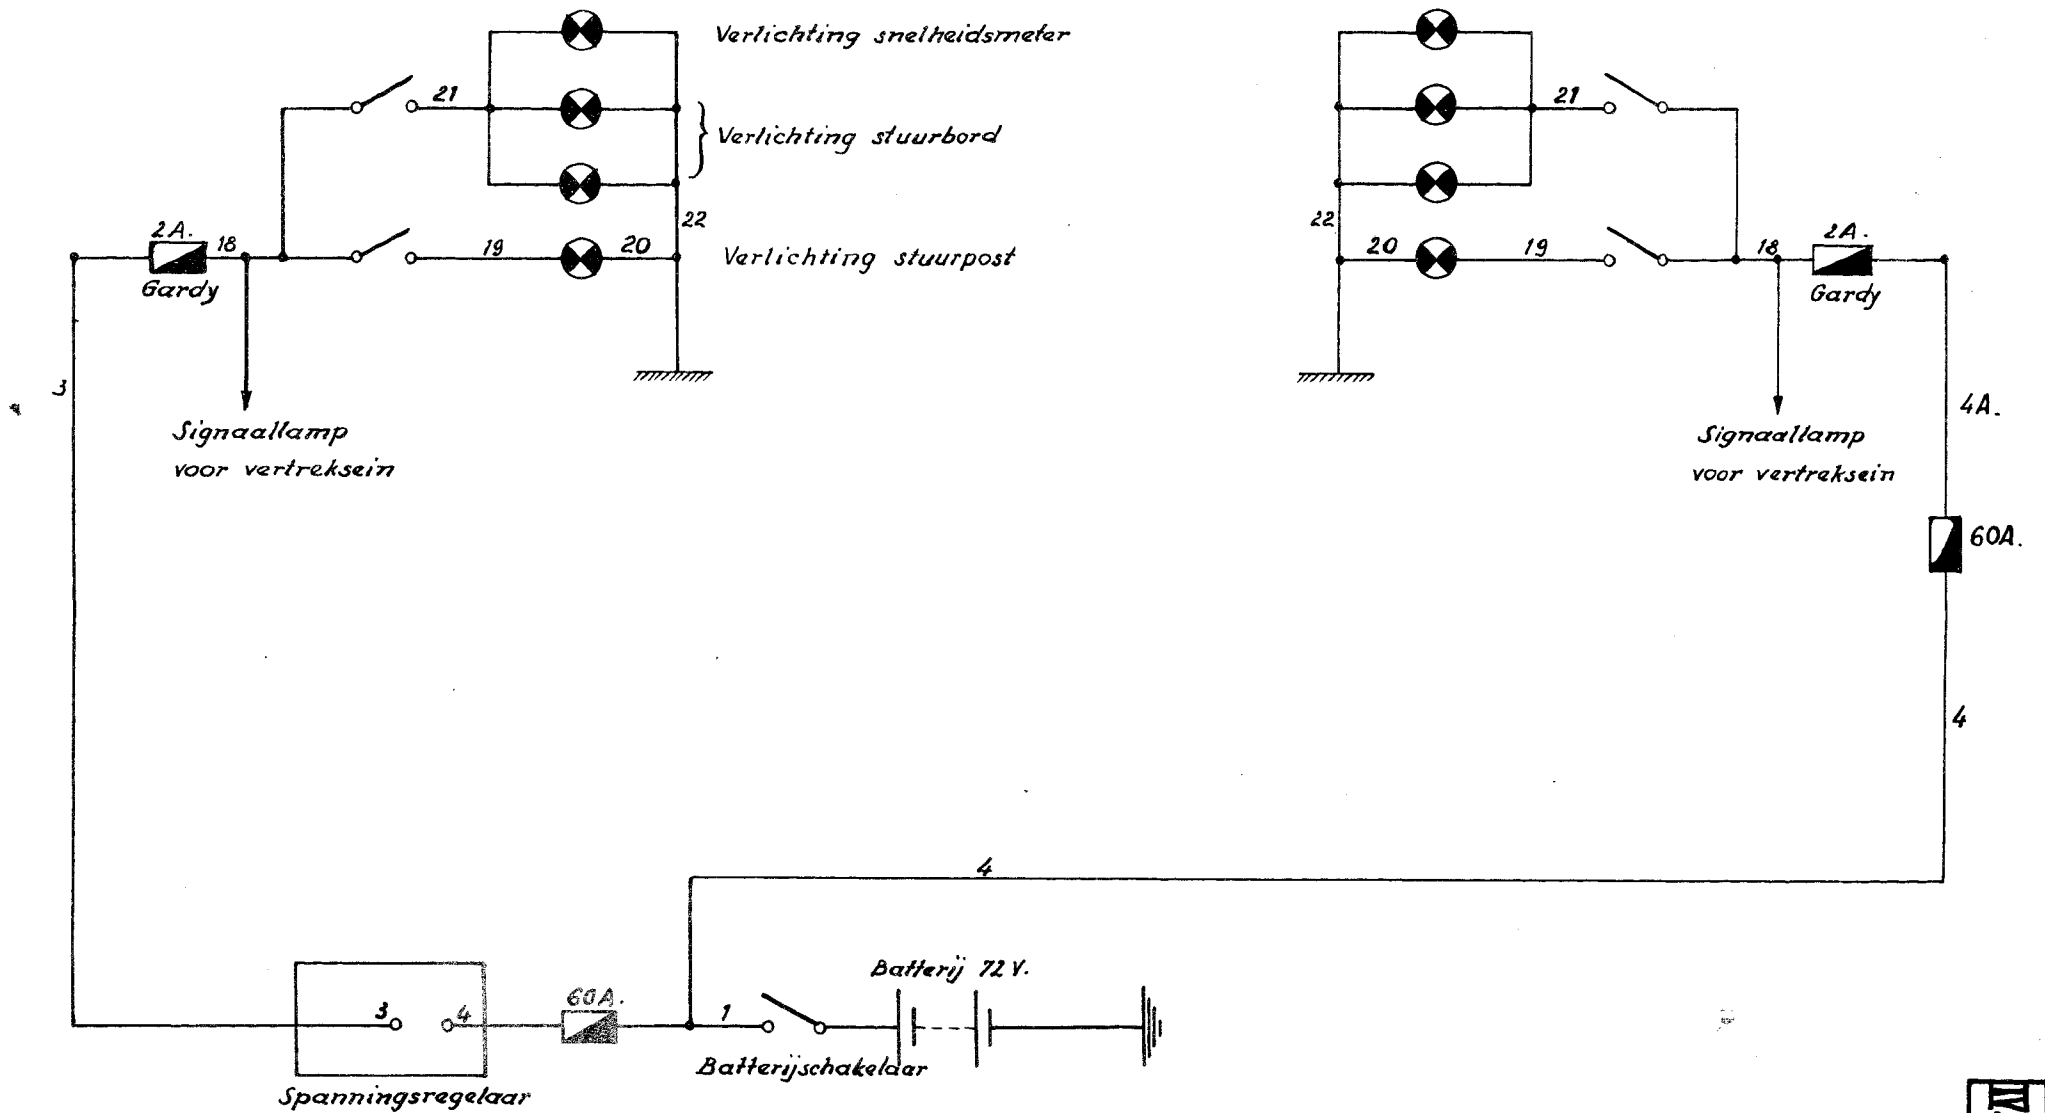 Verlichting snelheidsmeter
21
21
Verlichting stuurbord
2A.
18
19
20
22
Verlichting stuurpost
22
20
19
18
2A.
Gardy
Gardy
3
4A.
Signaallamp
voor vertreksein
Signaallamp
voor vertreksein
60A.
4
4
Batterij 72V.
3
4
60A.
1
Batterijschakelaar
Spanningsregelaar